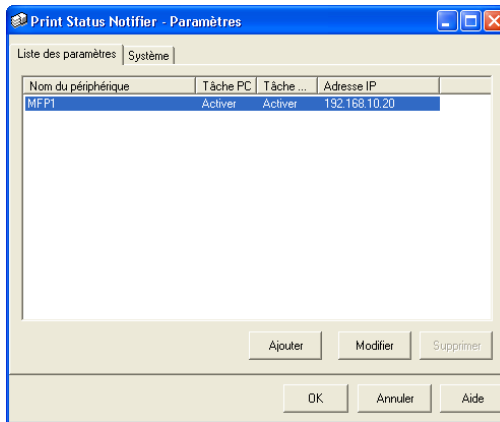 Print Status Notifier - Paramètres
Liste des paramètres Système
Nom du périphérique Tâche PC Tâche ... Adresse IP
MFP1 Activer Activer 192.168.10.20
Ajouter Modifier Supprimer
OK Annuler Aide